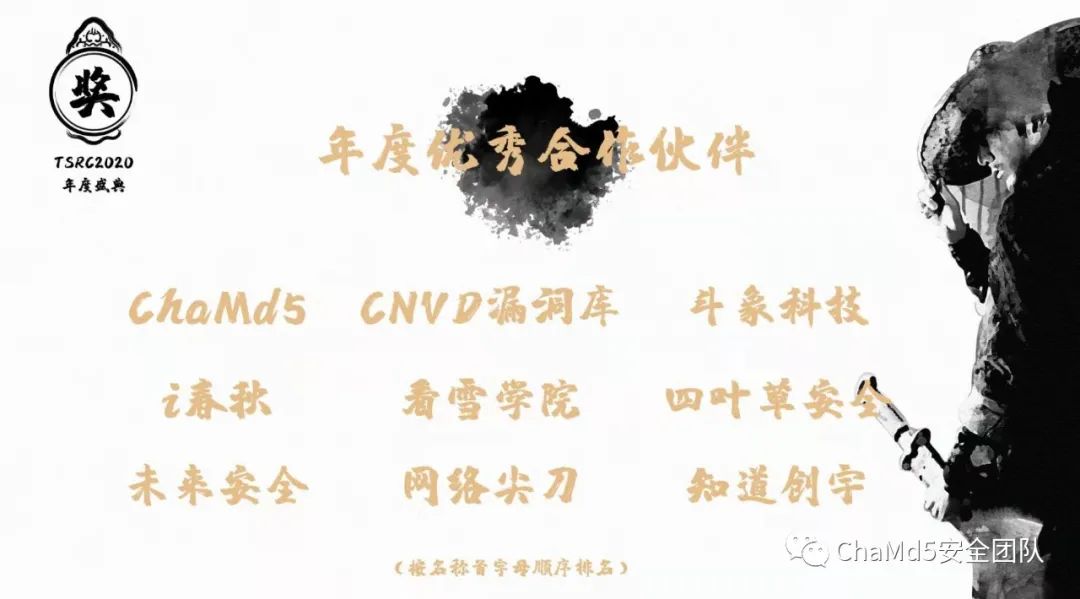 奖
TSRC2020
年度盛典
年度优秀合作伙伴
ChaMd5 CNVD漏洞库 斗象科技
i春秋 看雪学院 四叶草安全
未来安全 网络尖刀 知道创宇
(按名称首字母顺序排名)
ChaMd5安全团队